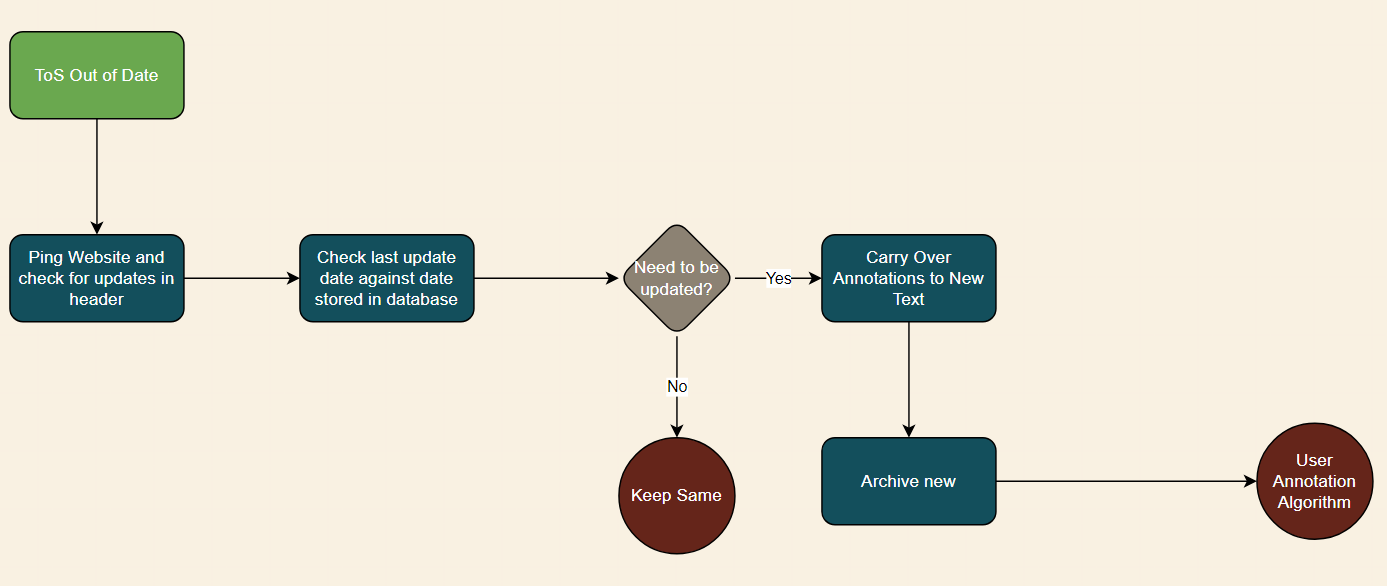 ToS Out of Date
Ping Website and
check for updates in
header
Check last update
date against date
stored in database
Need to be
updated?
Yes
Carry Over
Annotations to New
Text
No
Keep Same
Archive new
User
Annotation
Algorithm